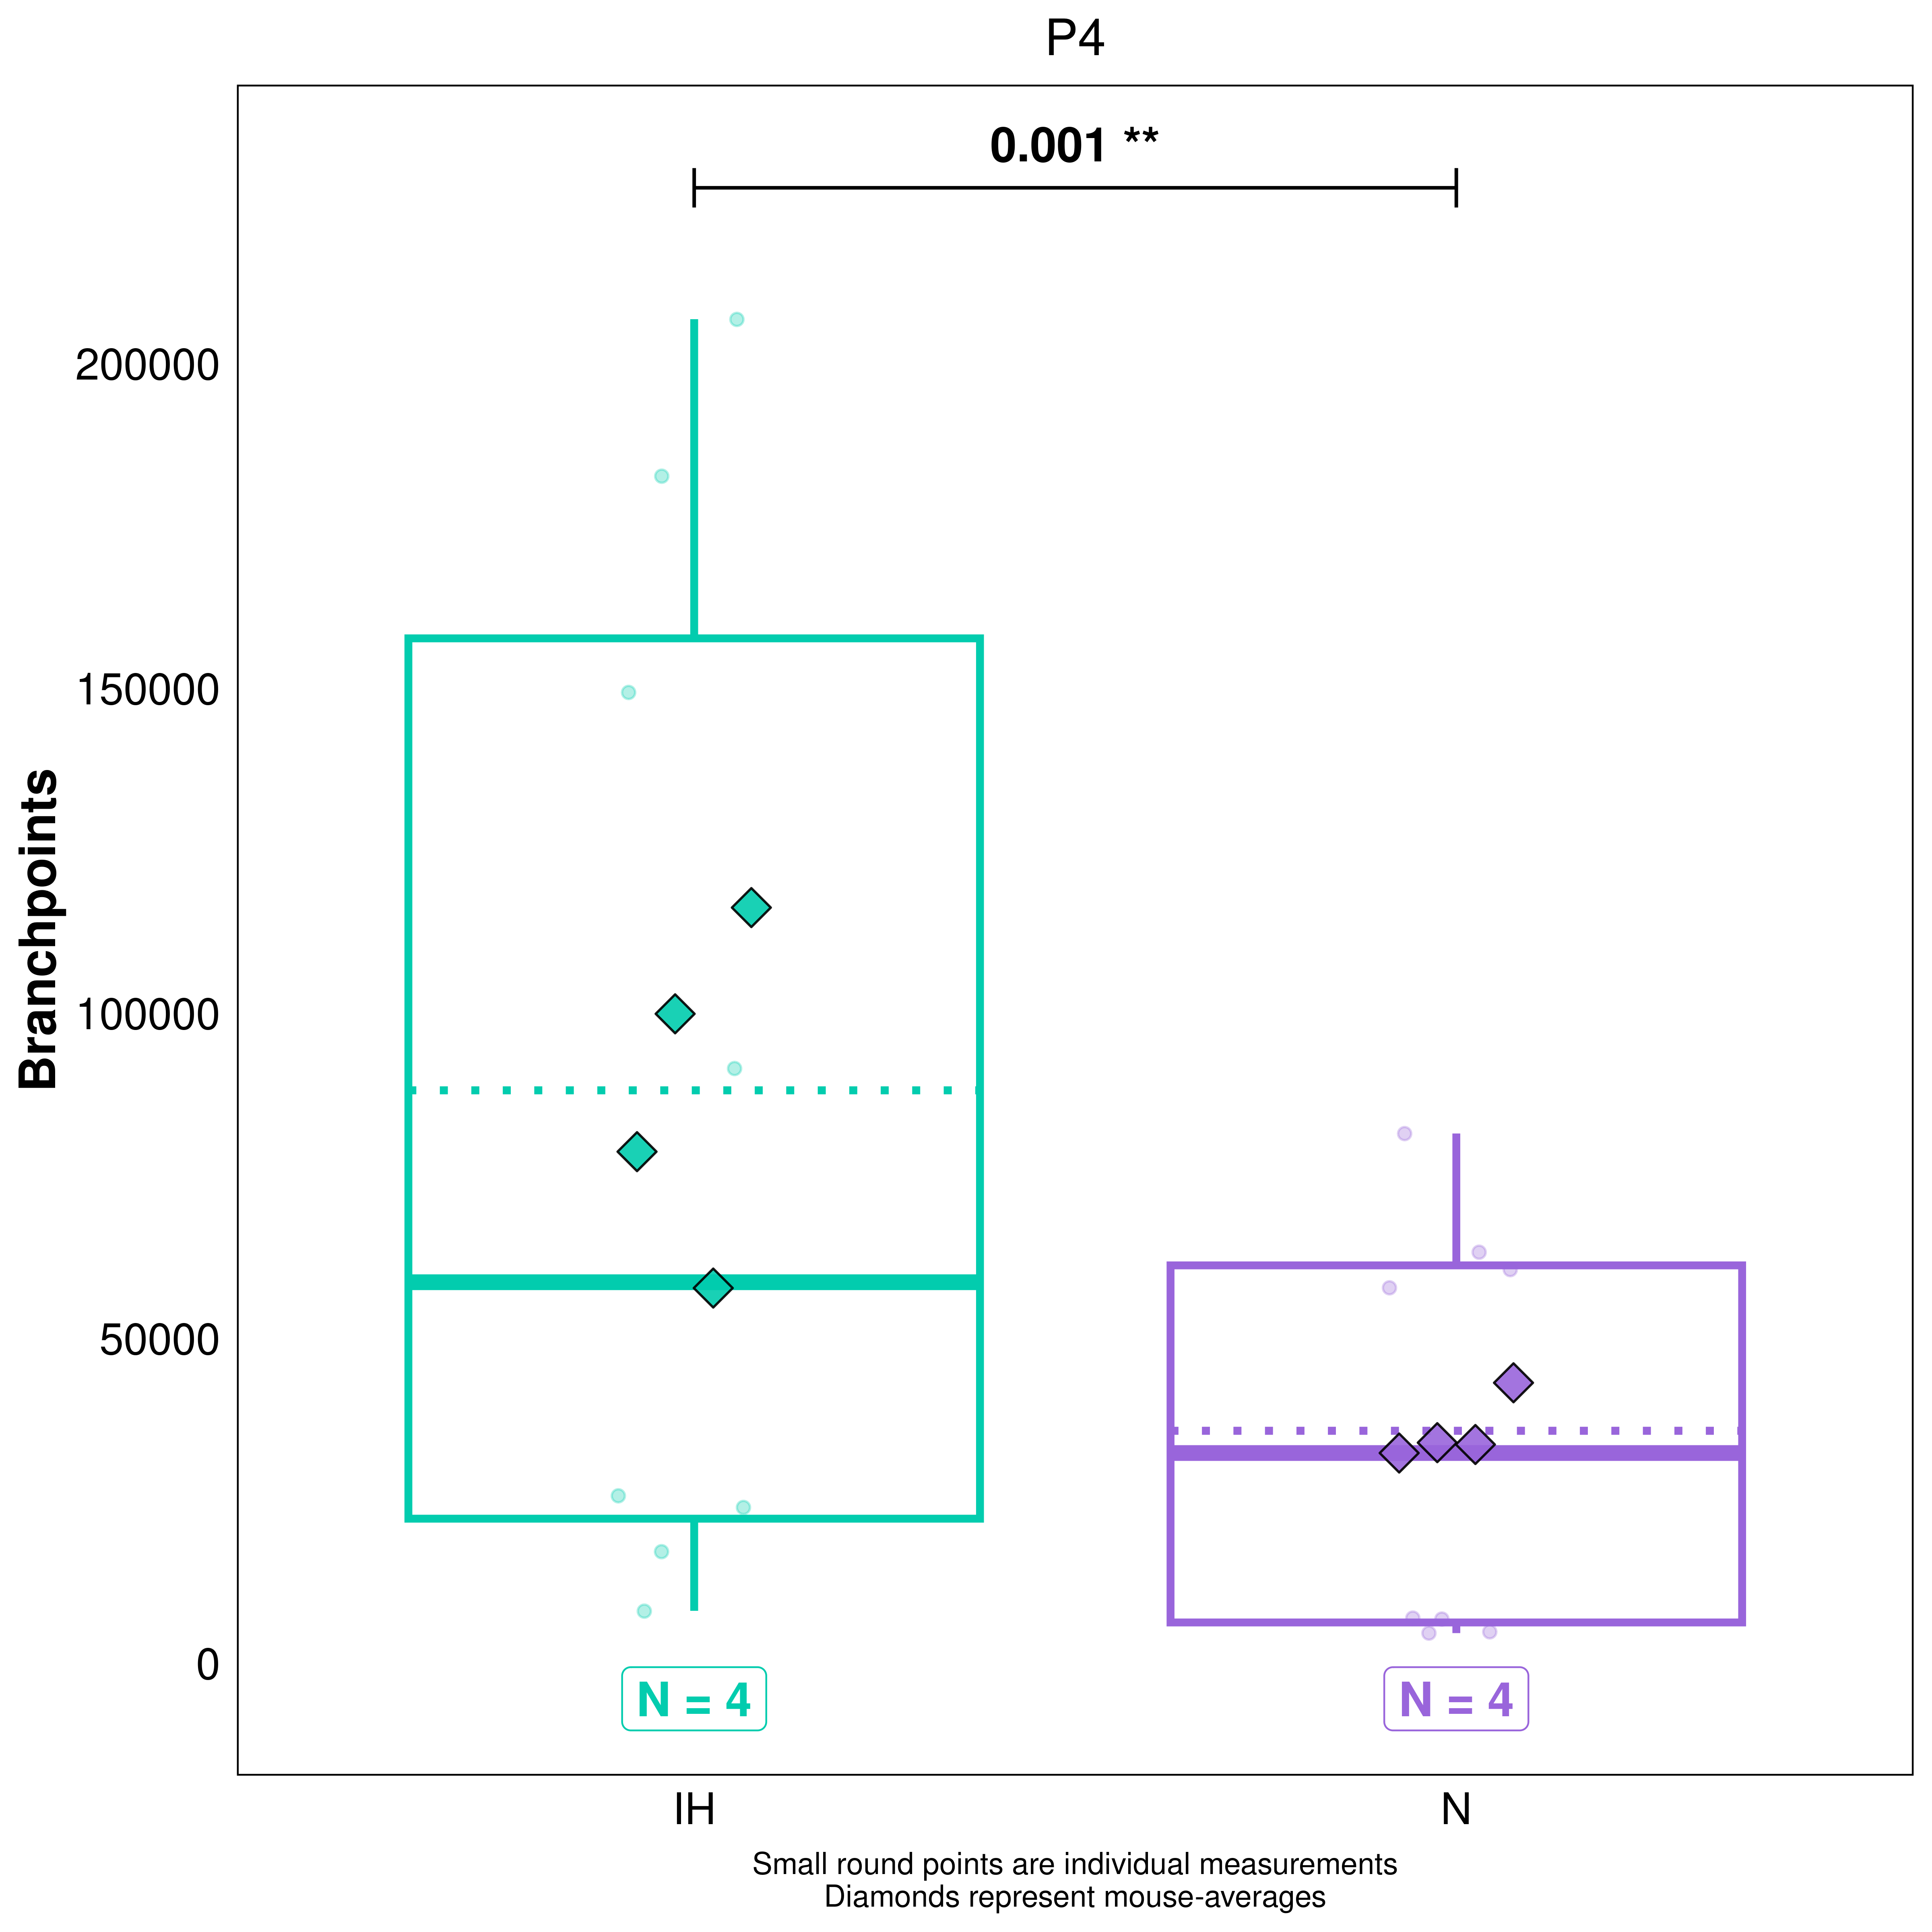 P4
0.001 **
200000
150000
100000
50000
0
Branchpoints
N = 4
N = 4
IH
N
Small round points are individual measurements
Diamonds represent mouse-averages